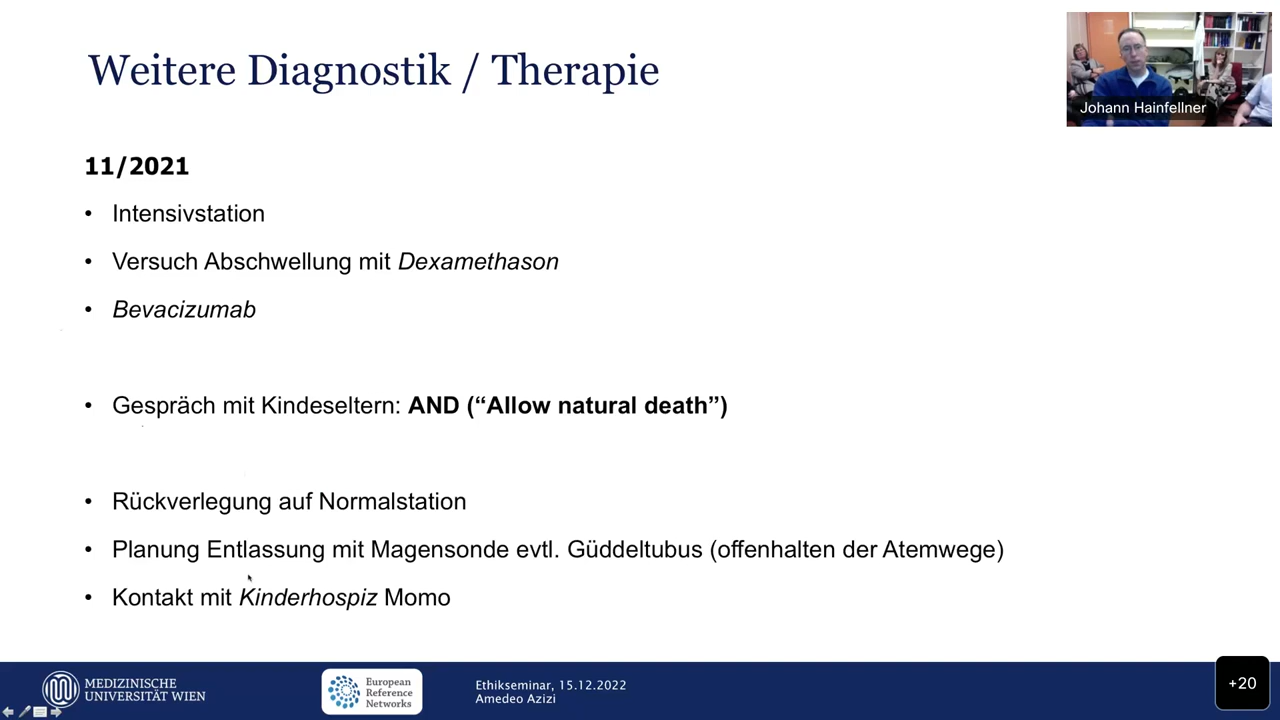 Weitere Diagnostik / Therapie
Johann Hainfellner
11/2021
• Intensivstation
• Versuch Abschwellung mit Dexamethason
• Bevacizumab
• Gespräch mit Kindeseltern: AND (“Allow natural death”)
• Rückverlegung auf Normalstation
• Planung Entlassung mit Magensonde evtl. Güddeltubus (offenhalten der Atemwege)
• Kontakt mit Kinderhospiz Momo
MEDIZINISCHE
UNIVERSITÄT WIEN
European
Reference
Networks
Ethikseminar, 15.12.2022
Amedeo Azizi
+20